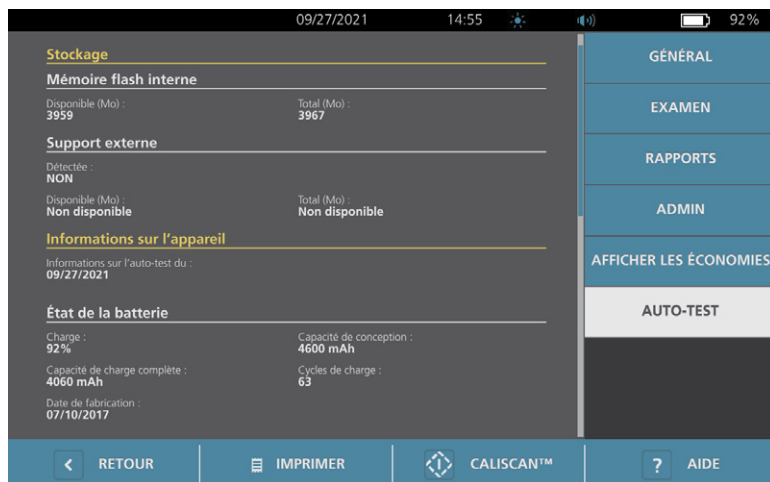 09/27/2021 14:55 92%
Stockage
Mémoire flash interne
Disponible (Mo) : Total (Mo) :
3959 3967
Support externe
Détectée :
NON
Disponible (Mo) : Total (Mo) :
Non disponible Non disponible
Informations sur l'appareil
Informations sur l'auto-test du :
09/27/2021
État de la batterie
Charge : Capacité de conception :
92% 4600 mAh
Capacité de charge complète : Cycles de charge :
4060 mAh 63
Date de fabrication :
07/10/2017
GÉNÉRAL
EXAMEN
RAPPORTS
ADMIN
AFFICHER LES ÉCONOMIES
AUTO-TEST
RETOUR IMPRIMER CALISCAN™ ? AIDE